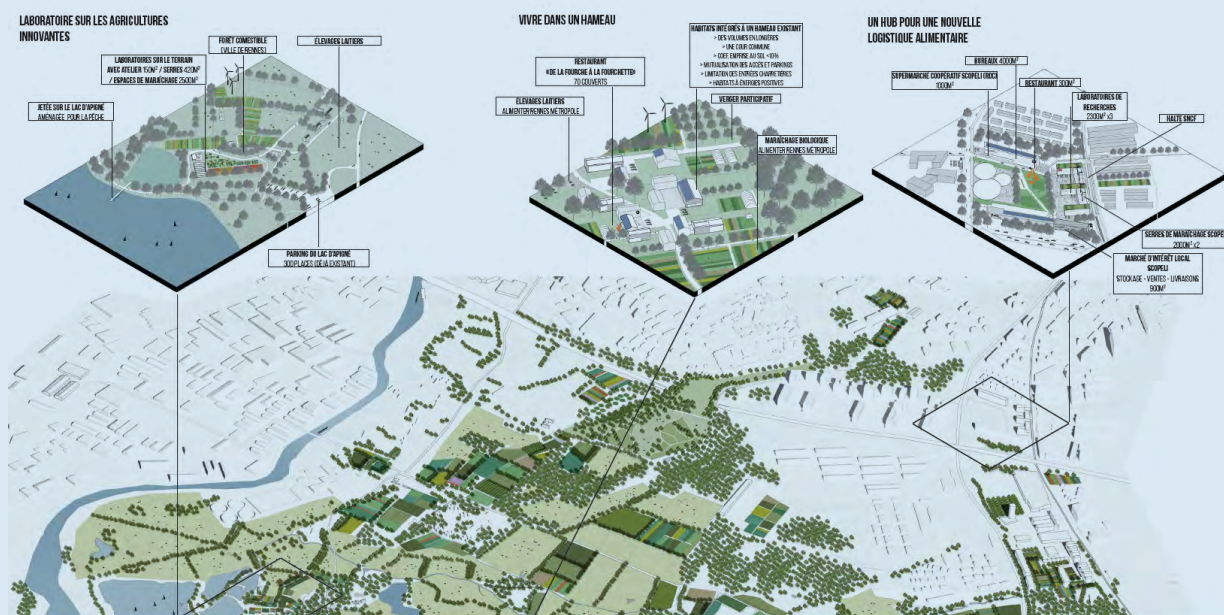 LABORATOIRE SUR LES AGRICULTURES
INNOVANTES
FORÊT COMESTIBLE
(VILLE DE RENNES)
ÉLEVAGES LAITIERS
LABORATOIRES SUR LE TERRAIN
AVEC ATELIER 150M² / SERRES 420M²
/ ESPACES DE MARAÎCHAGE 2500M²
JETÉE SUR LE LAC D'APIGNÉ
AMÉNAGÉE POUR LA PÊCHE
PARKING DU LAC D'APIGNÉ
300 PLACES (DÉJÀ EXISTANT)
VIVRE DANS UN HAMEAU
HABITATS INTÉGRÉS À UN HAMEAU EXISTANT
> DES VOLUMES EN LONGÈRES
> UNE COUR COMMUNE
> COEF. EMPRISE AU SOL <10%
> MUTUALISATION DES ACCÈS ET PARKINGS
> LIMITATION DES ENTRÉES CHARRETIÈRES
> HABITATS À ÉNERGIES POSITIVES
RESTAURANT
«DE LA FOURCHE À LA FOURCHETTE»
70 COUVERTS
ÉLEVAGES LAITIERS
ALIMENTER RENNES MÉTROPOLE
VERGER PARTICIPATIF
MARAÎCHAGE BIOLOGIQUE
ALIMENTER RENNES MÉTROPOLE
UN HUB POUR UNE NOUVELLE
LOGISTIQUE ALIMENTAIRE
BUREAUX 4000M²
SUPERMARCHÉ COOPÉRATIF SCOPELI (RDC)
1000M²
RESTAURANT 300M²
LABORATOIRES DE
RECHERCHES
2300M² x3
HALTE SNCF
SERRES DE MARAÎCHAGE SCOPE
2000M² x2
MARCHÉ D'INTÉRÊT LOCAL
SCOPELI
STOCKAGE - VENTES - LIVRAISONS
900M²